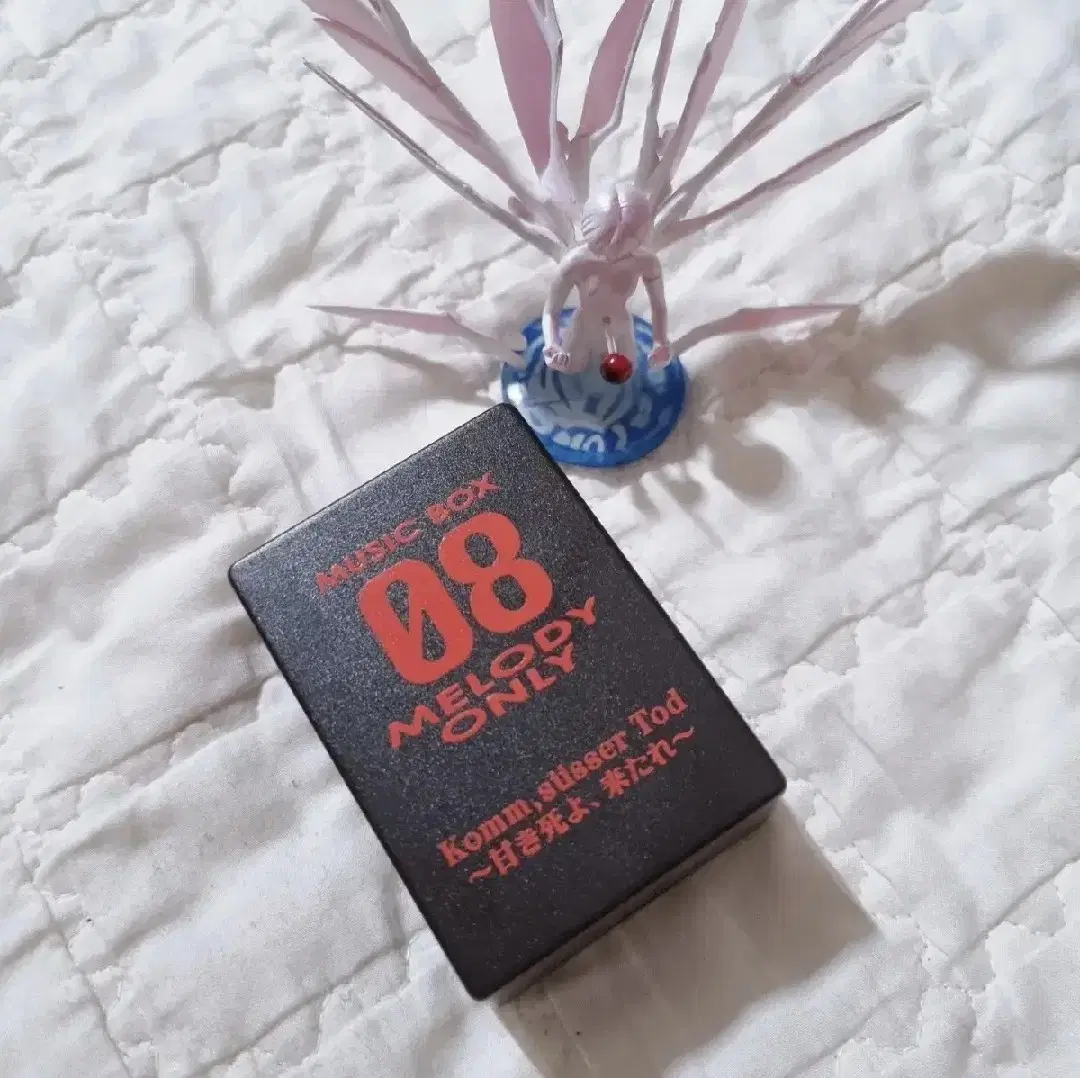 MUSIC BOX
08
MELODY
ONLY
Komm,süsser Tod
～甘き死よ、来たれ～